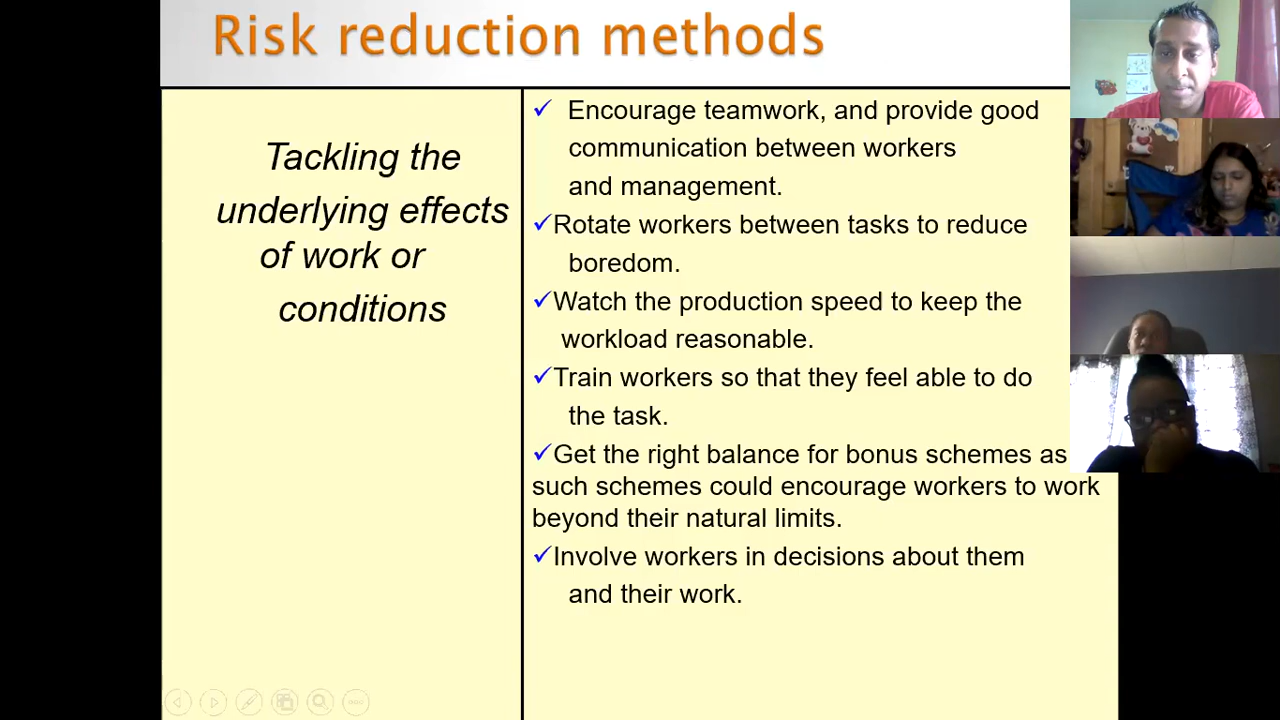 Risk reduction methods
Tackling the
underlying effects
of work or
conditions
✓ Encourage teamwork, and provide good
communication between workers
and management.
✓Rotate workers between tasks to reduce
boredom.
✓Watch the production speed to keep the
workload reasonable.
✓Train workers so that they feel able to do
the task.
✓Get the right balance for bonus schemes as
such schemes could encourage workers to work
beyond their natural limits.
✓Involve workers in decisions about them
and their work.